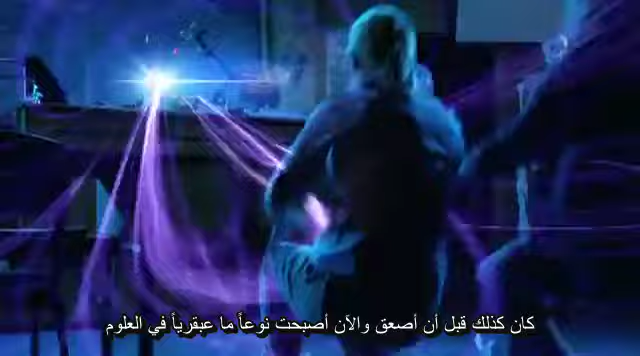 كان كذلك قبل أن أصعق والآن أصبحت نوعاً ما عبقرياً في العلوم